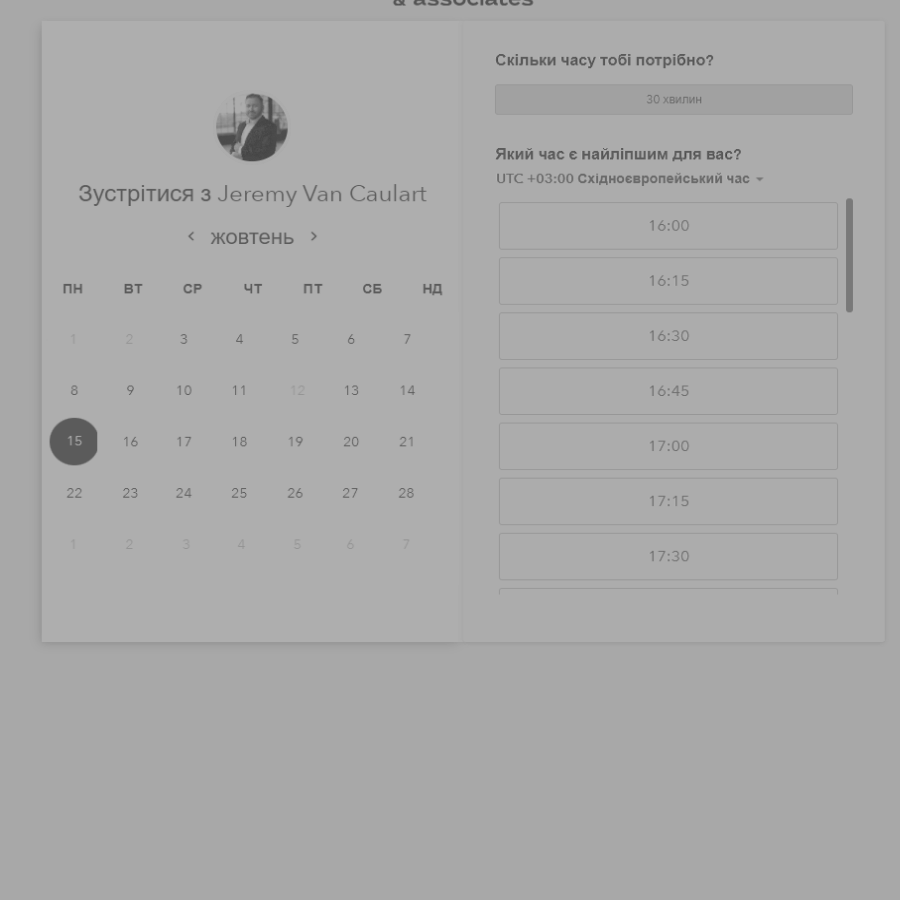 & associates
Зустрітися з Jeremy Van Caulart
жовтень
ПН ВТ СР ЧТ ПТ СБ НД
1 2 3 4 5 6 7
8 9 10 11 12 13 14
15 16 17 18 19 20 21
22 23 24 25 26 27 28
1 2 3 4 5 6 7
Скільки часу тобі потрібно?
30 хвилин
Який час є найліпшим для вас?
UTC +03:00 Східноєвропейський час
16:00
16:15
16:30
16:45
17:00
17:15
17:30